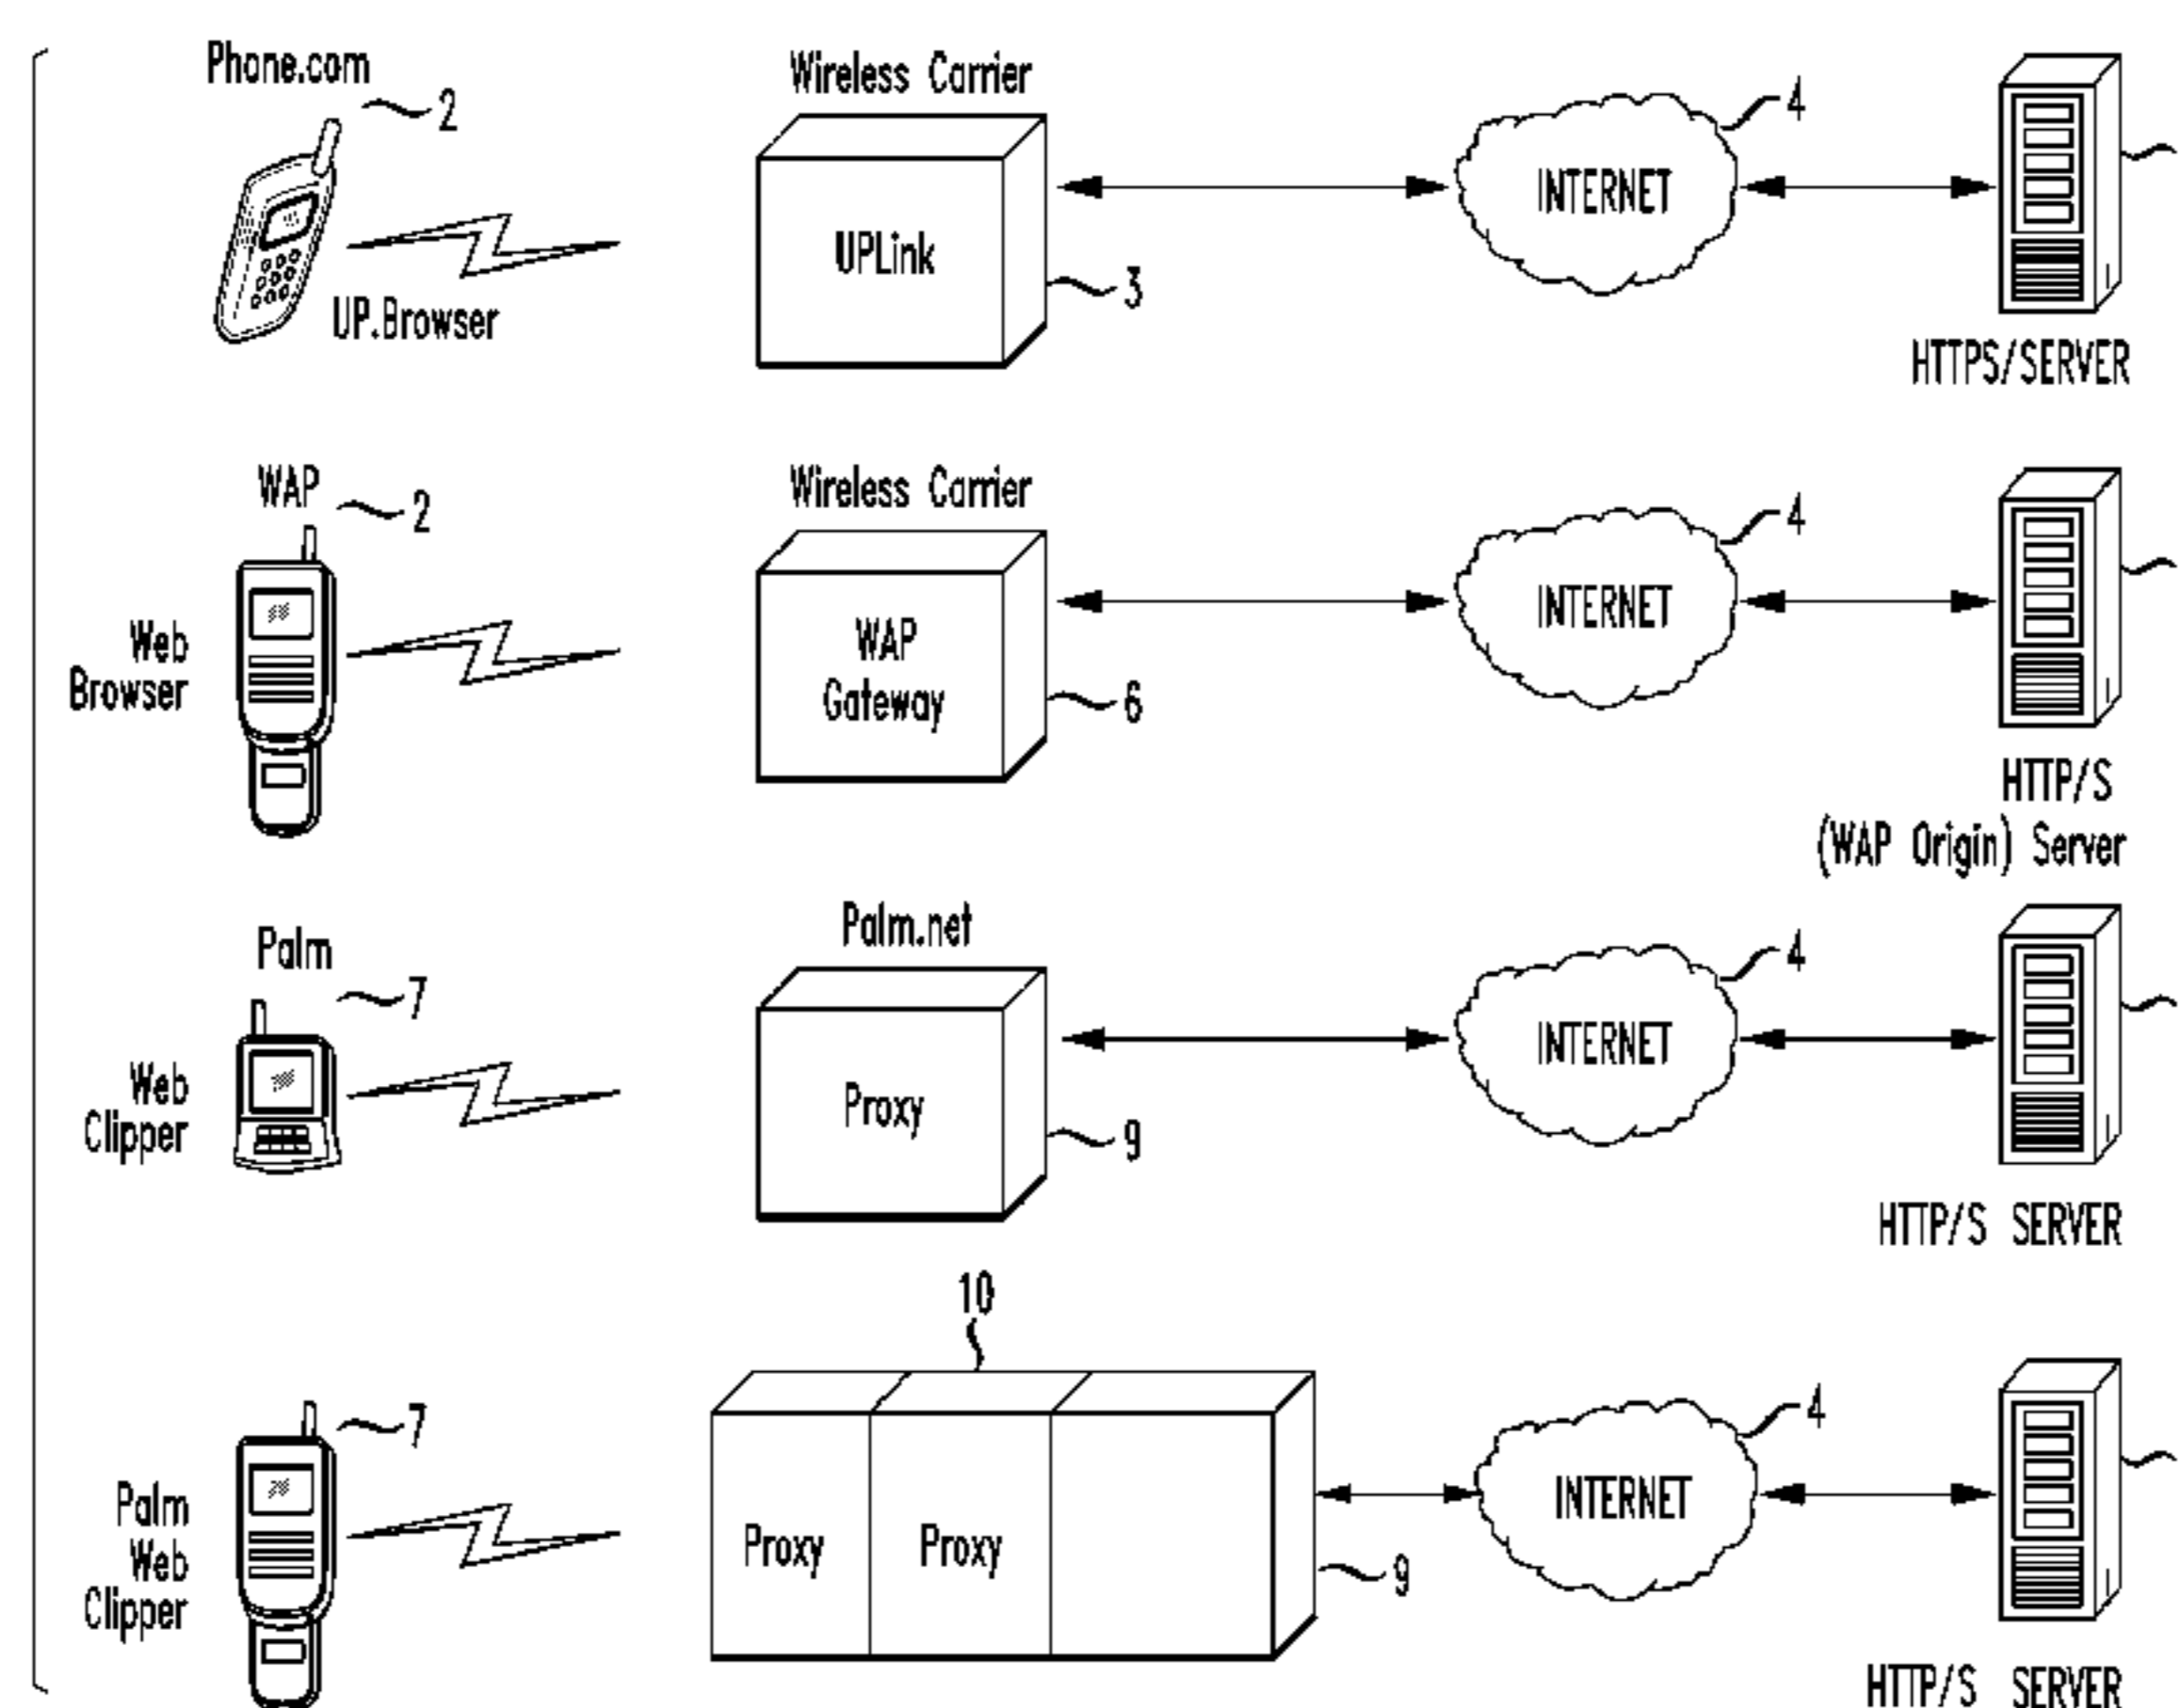 Phone.com
2
UP.Browser
Wireless Carrier
UPLink
3
4
INTERNET
HTTPS/SERVER
WAP
2
Web
Browser
Wireless Carrier
WAP
Gateway
6
4
INTERNET
HTTP/S
(WAP Origin) Server
Palm
7
Web
Clipper
Palm.net
Proxy
9
4
INTERNET
HTTP/S SERVER
7
Palm
Web
Clipper
10
Proxy
Proxy
9
4
INTERNET
HTTP/S SERVER